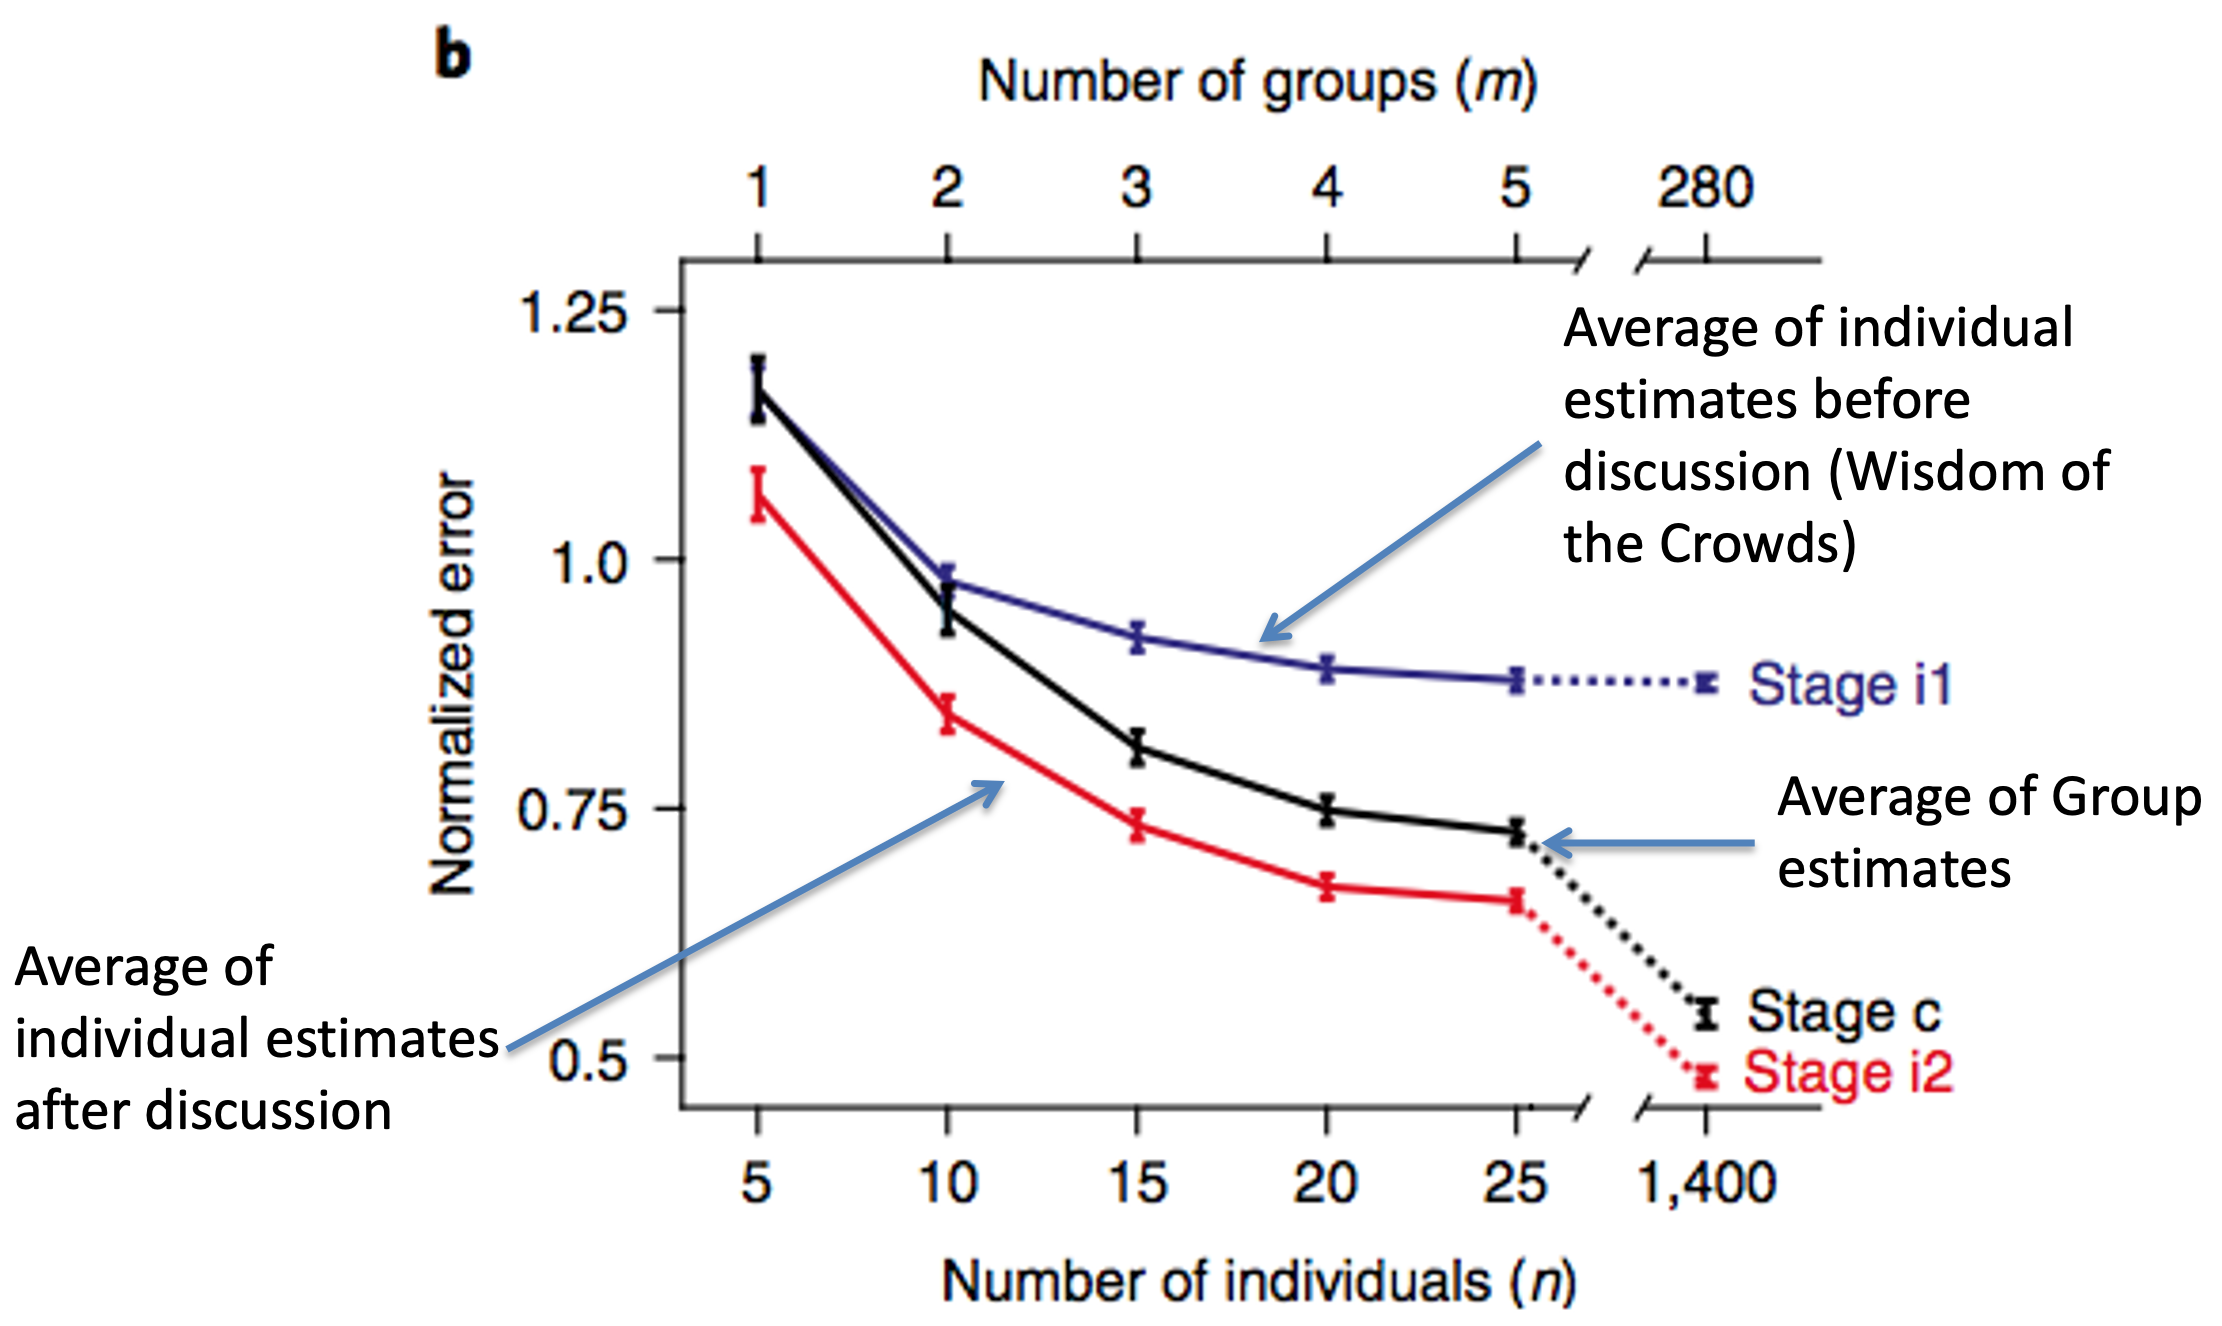 b
Number of groups (m)
1 2 3 4 5 280
1.25
1.0
0.75
0.5
Normalized error
Average of individual
estimates before
discussion (Wisdom of
the Crowds)
Stage i1
Average of Group
estimates
Average of
individual estimates
after discussion
Stage c
Stage i2
5 10 15 20 25 1,400
Number of individuals (n)